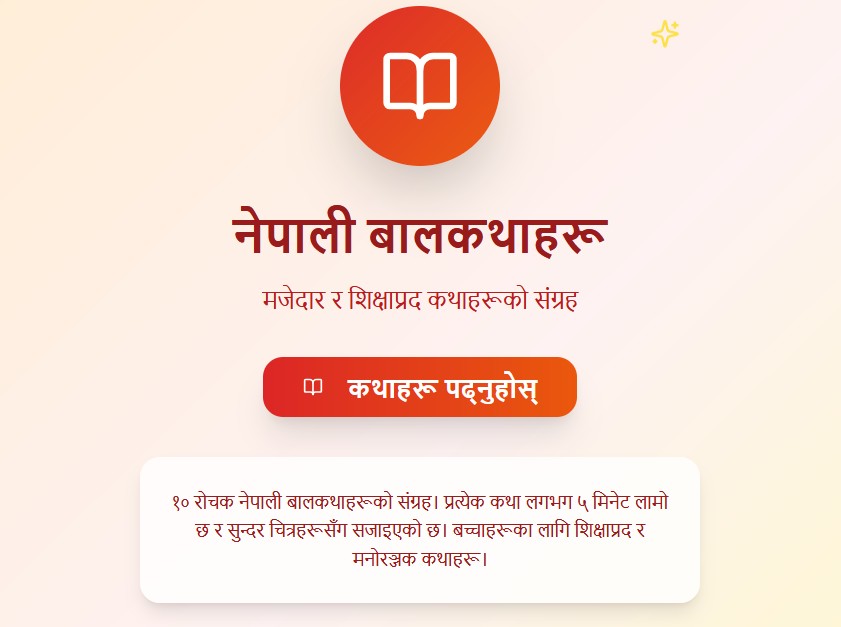 नेपाली बालकथाहरू
मजेदार र शिक्षाप्रद कथाहरूको संग्रह
कथाहरू पढ्नुहोस्
१० रोचक नेपाली बालकथाहरूको संग्रह। प्रत्येक कथा लगभग ५ मिनेट लामो
छ र सुन्दर चित्रहरूसँग सजाइएको छ। बच्चाहरूका लागि शिक्षाप्रद र
मनोरञ्जक कथाहरू।